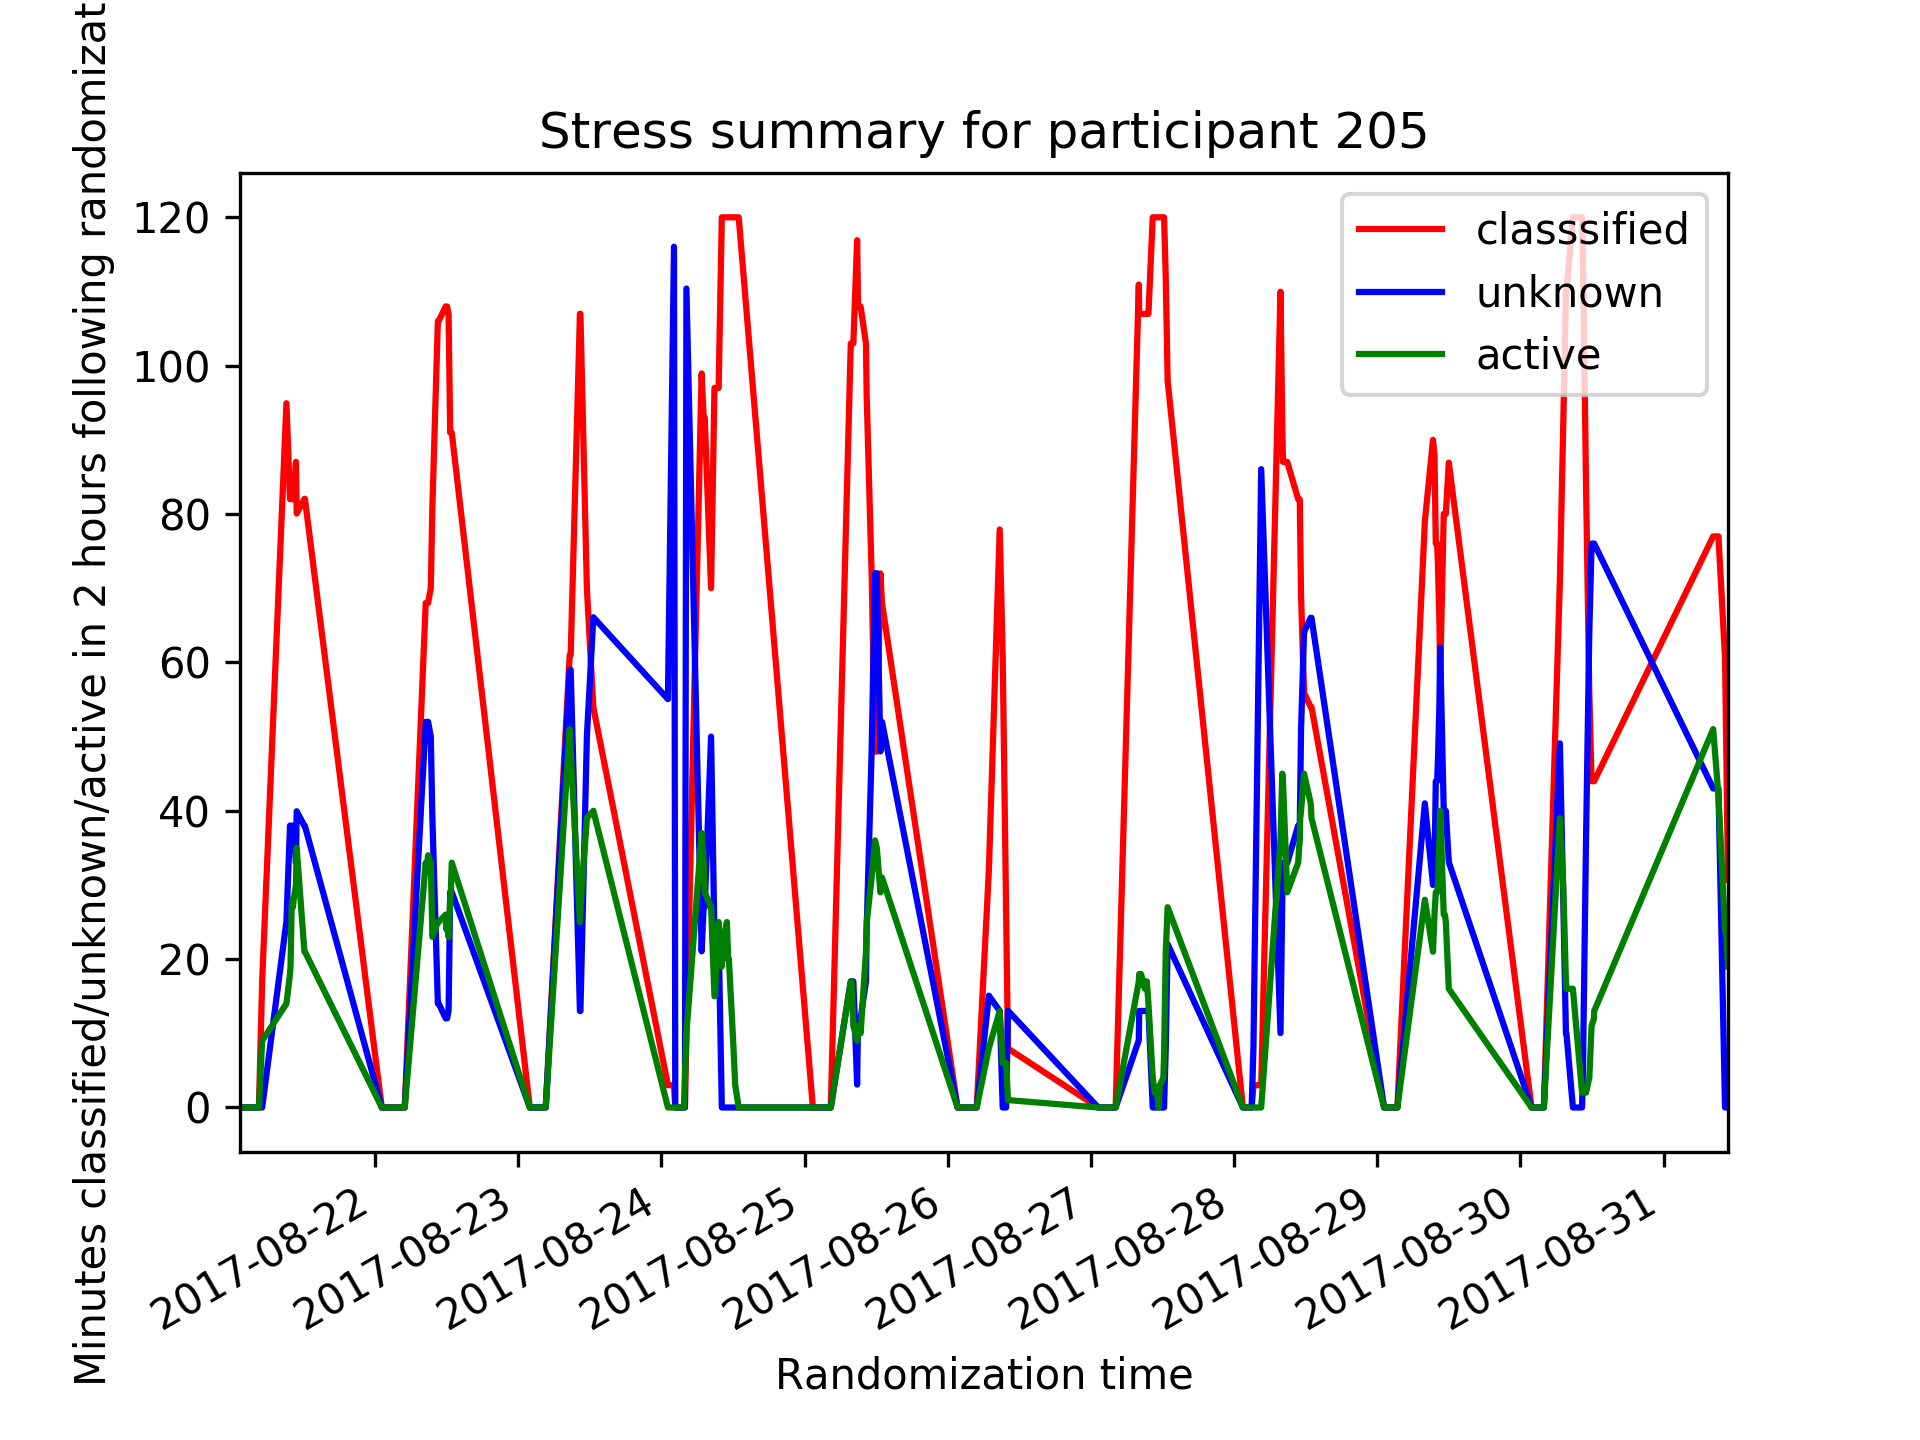 Stress summary for participant 205
Minutes classified/unknown/active in 2 hours following randomizat
120
100
80
60
40
20
0
classsified
unknown
active
2017-08-22
2017-08-23
2017-08-24
2017-08-25
2017-08-26
2017-08-27
2017-08-28
2017-08-29
2017-08-30
2017-08-31
Randomization time